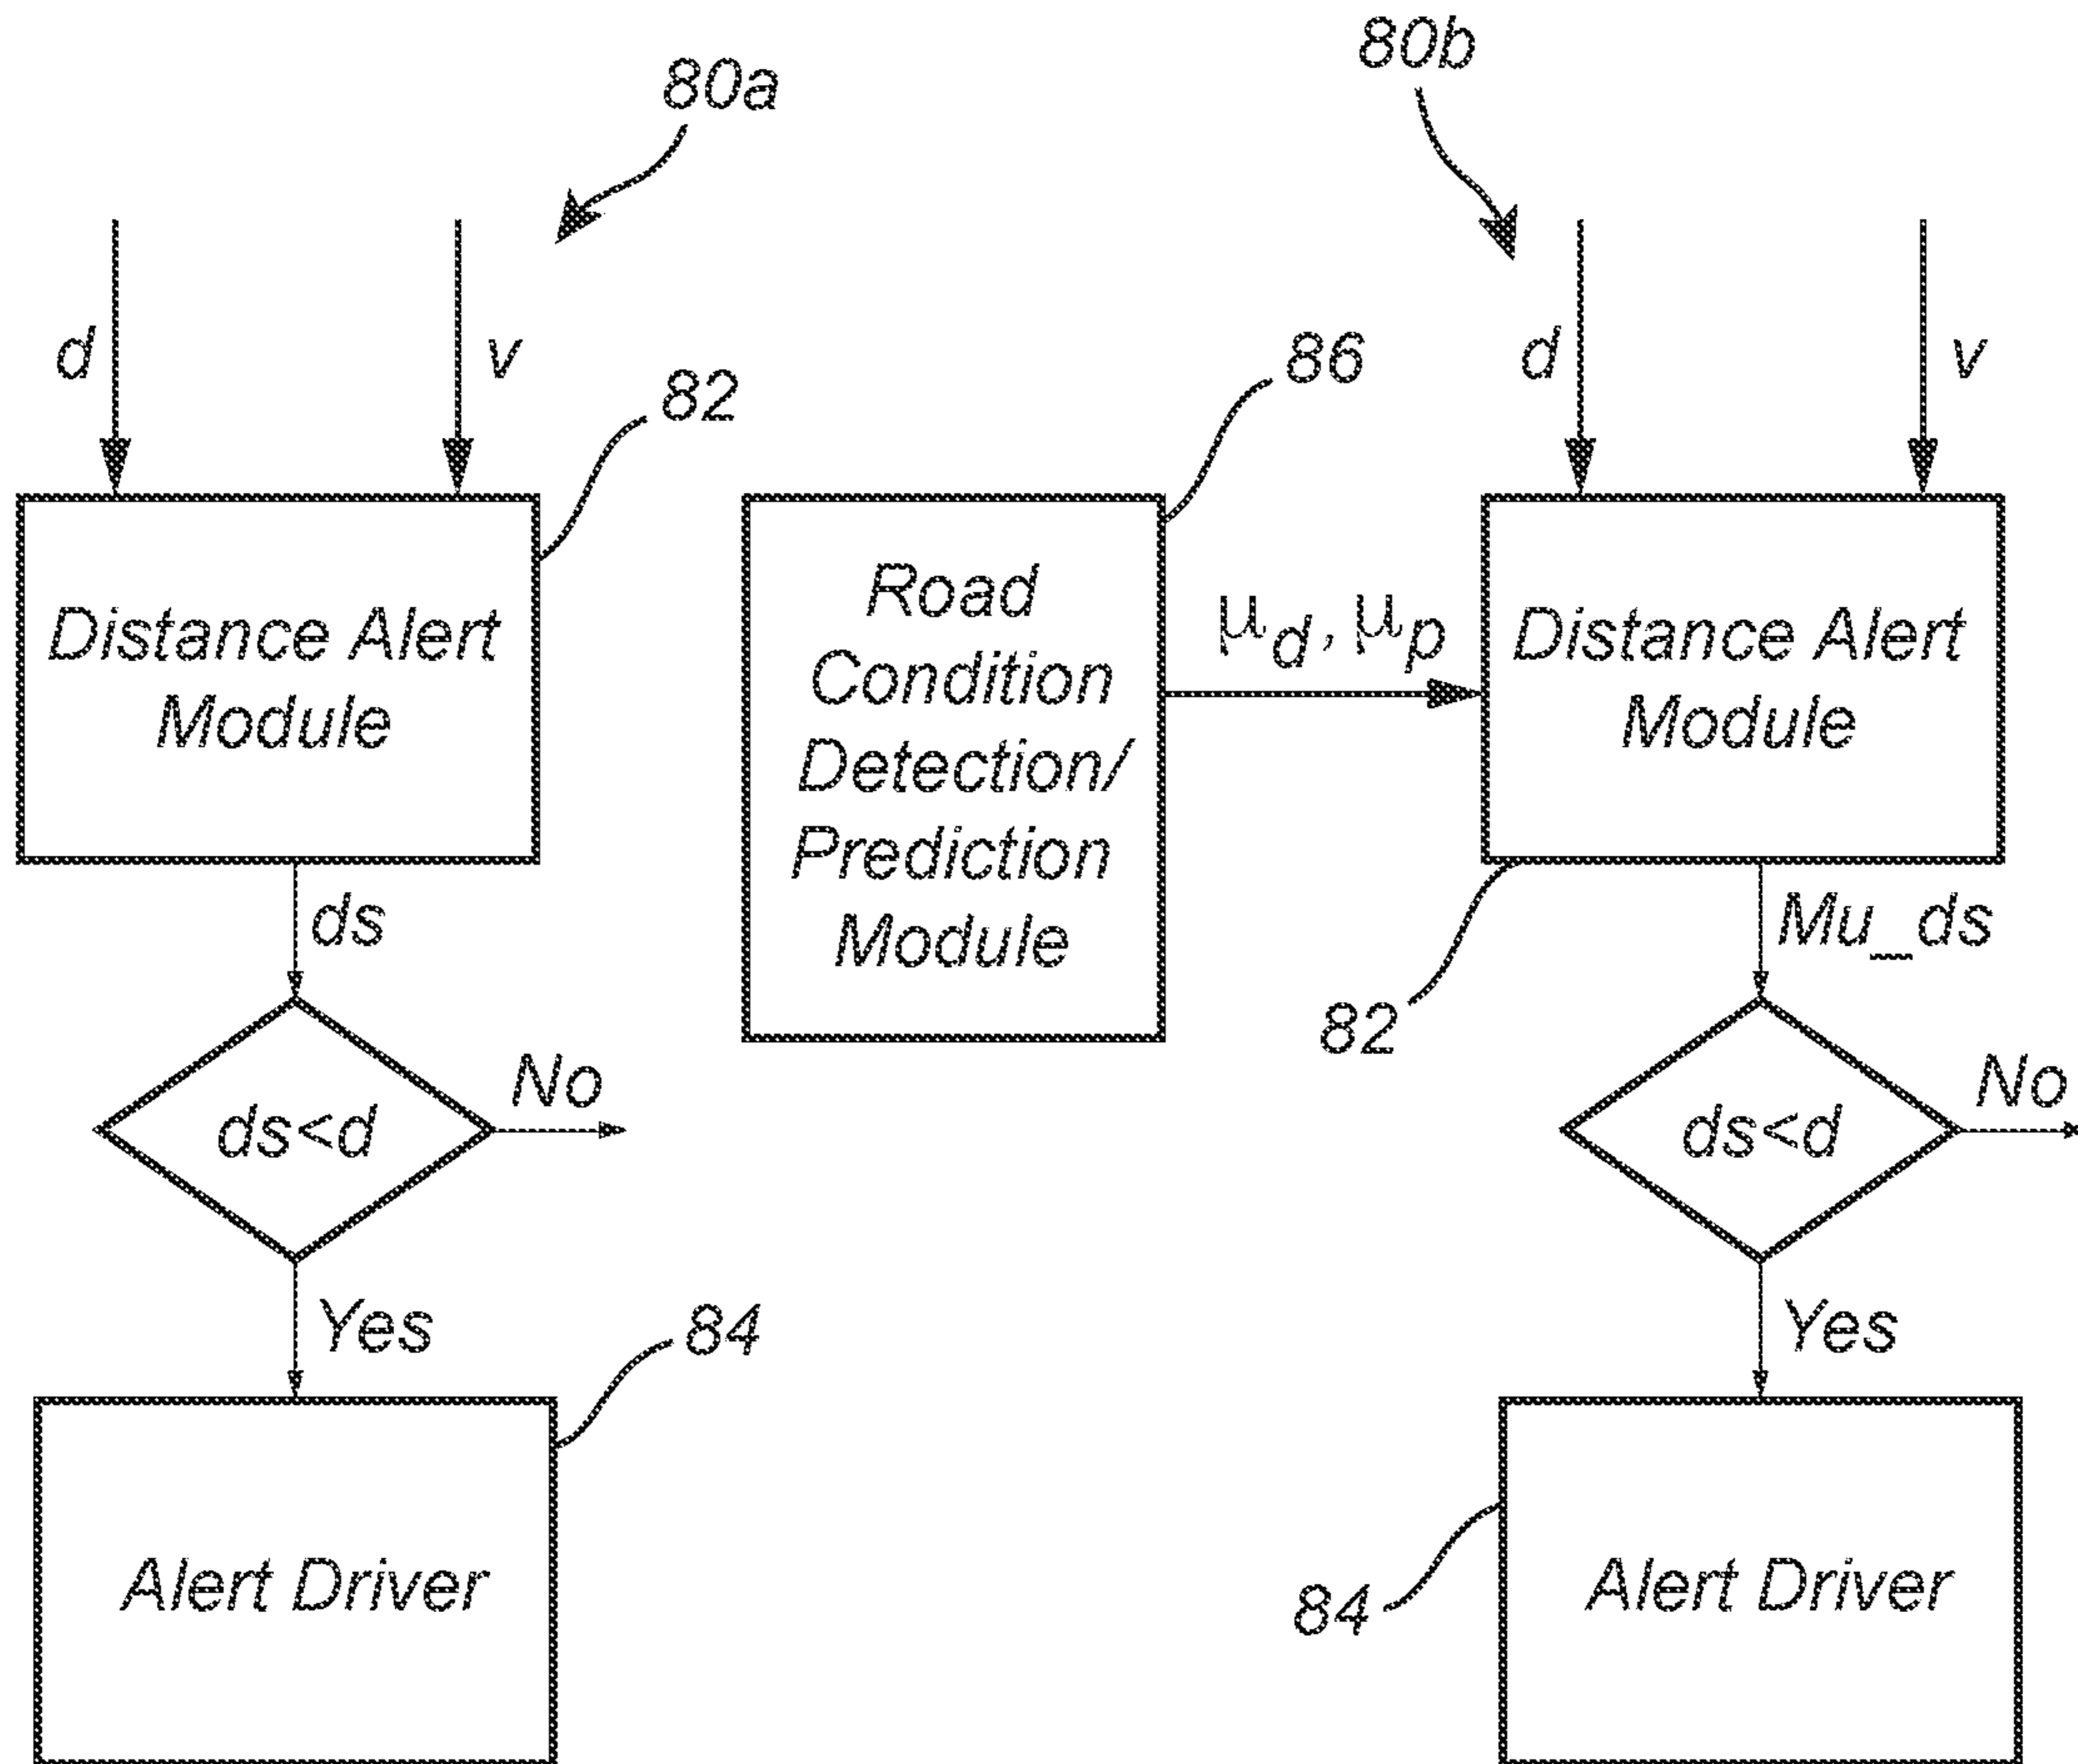 80a
80b
d
v
82
86
d
v
Distance Alert
Module
Road
Condition
Detection/
Prediction
Module
μd, μp
Distance Alert
Module
ds
Mu_ds
82
ds<d
No
ds<d
No
Yes
84
Yes
Alert Driver
84
Alert Driver